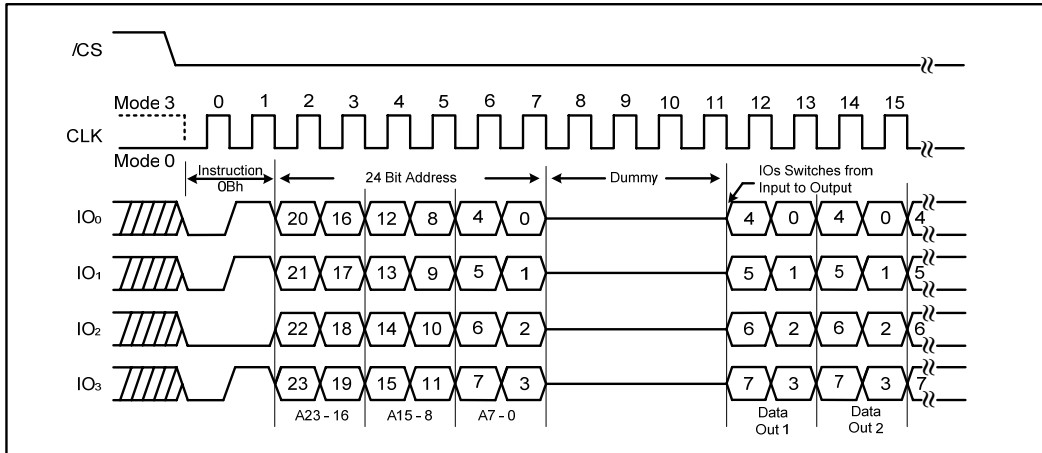 /CS
Mode 3 0 1 2 3 4 5 6 7 8 9 10 11 12 13 14 15
CLK
Mode 0
Instruction
0Bh
24 Bit Address
Dummy
IOs Switches from
Input to Output
IO₀ 20 16 12 8 4 0 4 0 4 0 4
IO₁ 21 17 13 9 5 1 5 1 5 1 5
IO₂ 22 18 14 10 6 2 6 2 6 2 6
IO₃ 23 19 15 11 7 3 7 3 7 3 7
A23 - 16 A15 - 8 A7 - 0
Data
Out 1
Data
Out 2